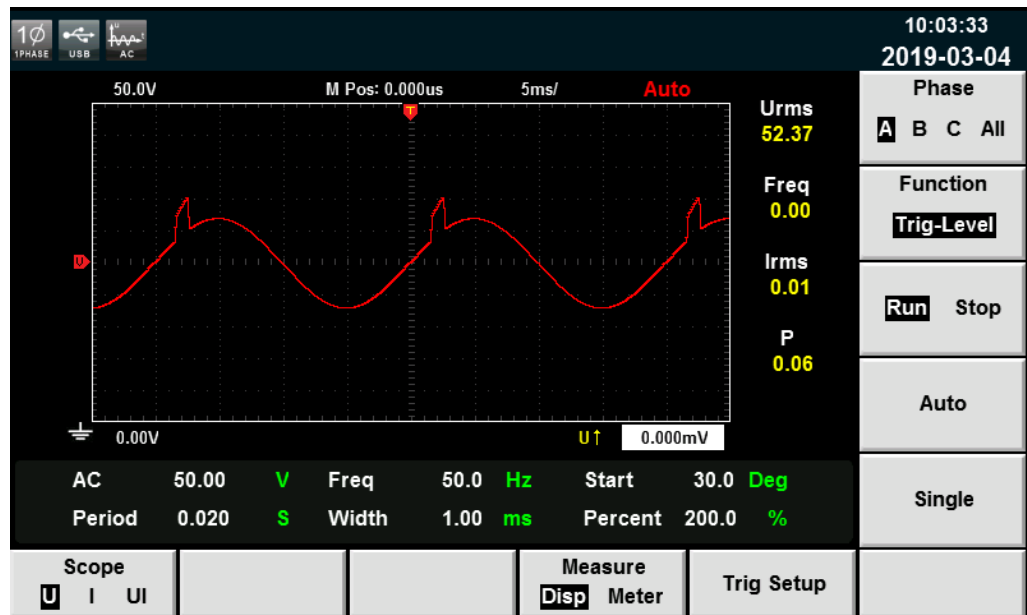 1Ø
1PHASE
USB
U
t
AC
10:03:33
2019-03-04
50.0V M Pos: 0.000us 5ms/ Auto
T
U
0.00V U↑ 0.000mV
Urms
52.37
Freq
0.00
Irms
0.01
P
0.06
Phase
A B C All
Function
Trig-Level
Run Stop
Auto
Single
AC 50.00 V Freq 50.0 Hz Start 30.0 Deg
Period 0.020 S Width 1.00 ms Percent 200.0 %
Scope
U I UI
Measure
Disp Meter
Trig Setup